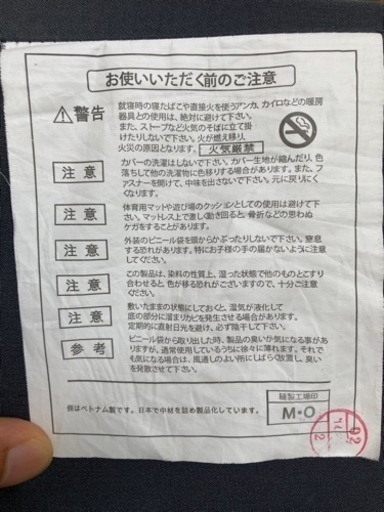 お使いいただく前のご注意
警告
就寝時の寝たばこや直接火を使うアンカ、カイロなどの暖房
器具との使用は、絶対に避けて下さい。
また、ストーブなど火気のそばに立て掛
けたりしないで下さい。火が燃え移り、
火災の原因となります。 火気厳禁
注意
カバーの洗濯はしないで下さい。カバー生地が縮んだり、色
落ちして他の洗濯物に色移りする場合があります。また、フ
ァスナーを開けて、中味を出さないで下さい。元に戻りにく
くなります。
注意
体育用マットや遊び場のクッションとしての使用は避けて下
さい。マットレス上で激しく動き回ると、骨折などの思わぬ
ケガをすることがあります。
注意
外装のビニール袋を頭からかぶったりしないで下さい。窒息
する恐れがあります。特にお子様の手の届かないように注意
してください。
注意
この製品は、染料の性質上、湿った状態で他のものとこすり
合わせると、色が移る恐れがございますので、十分ご注意く
ださい。
注意
敷いたままの状態にしておくと、湿気が液化して
底の部分に溜まりカビを発生させる場合があります。
定期的に直射日光を避け、必ず陰干しして下さい。
参考
ビニール袋から取り出した時、製品の臭いが気になる事があ
りますが、通常使用しているうちに徐々に薄れます。それで
も気になる場合は、風通しのよい所にしばらく放置し、臭い
を発散させて下さい。
側はベトナム製です。日本で中材を詰め製品化しています。
縫製工場印
M・O